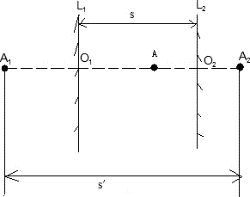 L₁ L₂
s
A₁ O₁ A O₂ A₂
s′